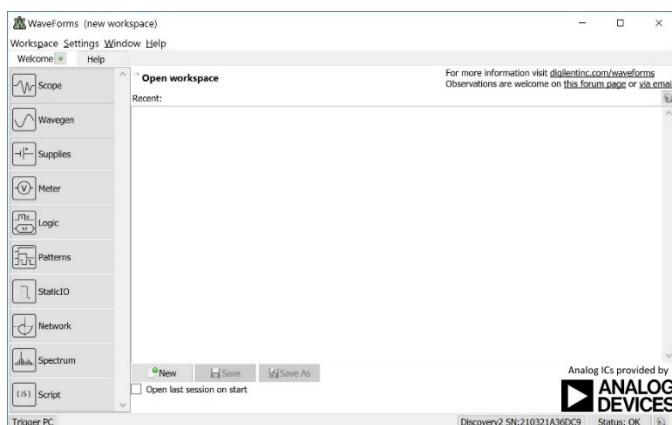 WaveForms (new workspace)
Workspace Settings Window Help
Welcome Help
Scope
Wavegen
Supplies
Meter
Logic
Patterns
StaticIO
Network
Spectrum
{JS} Script
Open workspace
For more information visit digilentinc.com/waveforms
Observations are welcome on this forum page or via email
Recent:
New Save Save As
Open last session on start
Analog ICs provided by
ANALOG
DEVICES
Trigger PC
Discovery2 SN:210321A36DC9 Status: OK